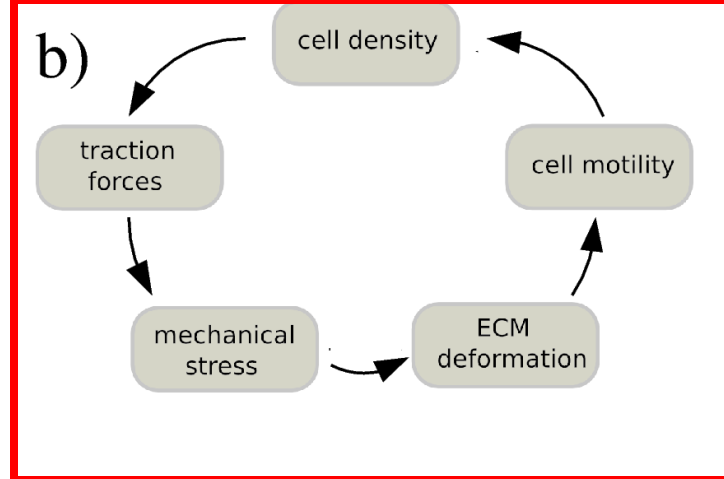 b)
cell density
traction
forces
cell motility
mechanical
stress
ECM
deformation